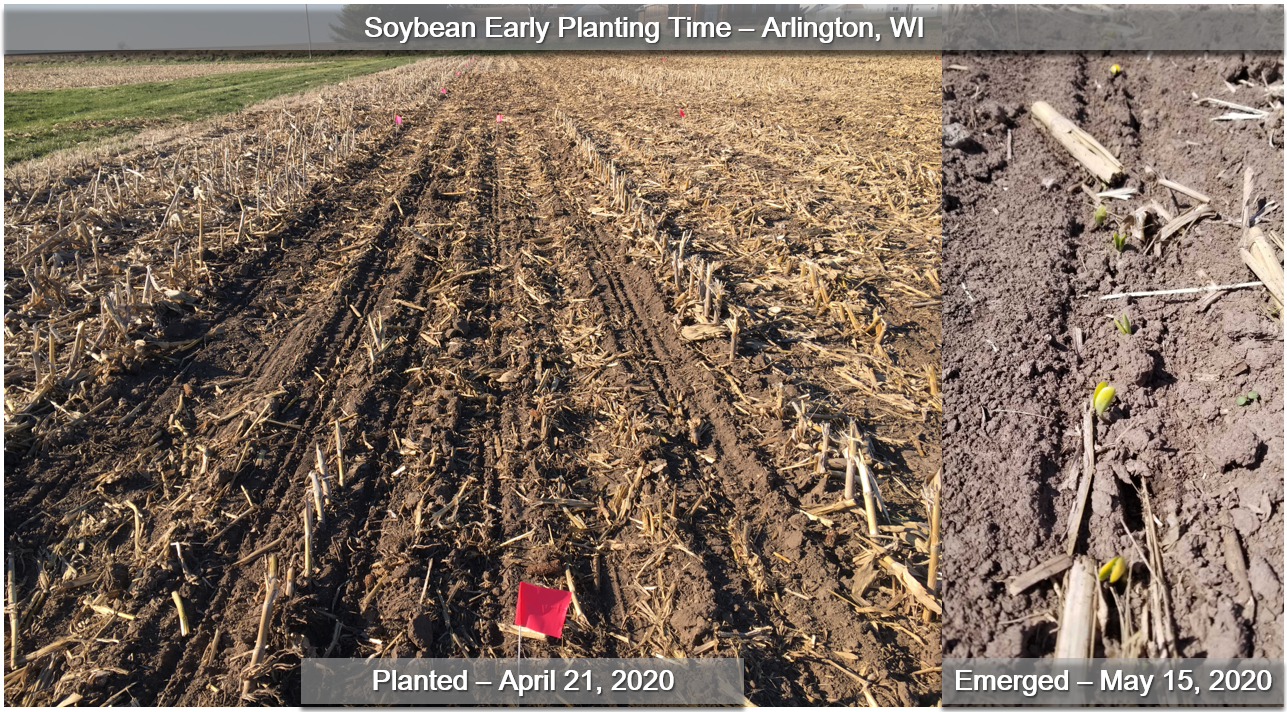 Soybean Early Planting Time – Arlington, WI
Planted – April 21, 2020
Emerged – May 15, 2020